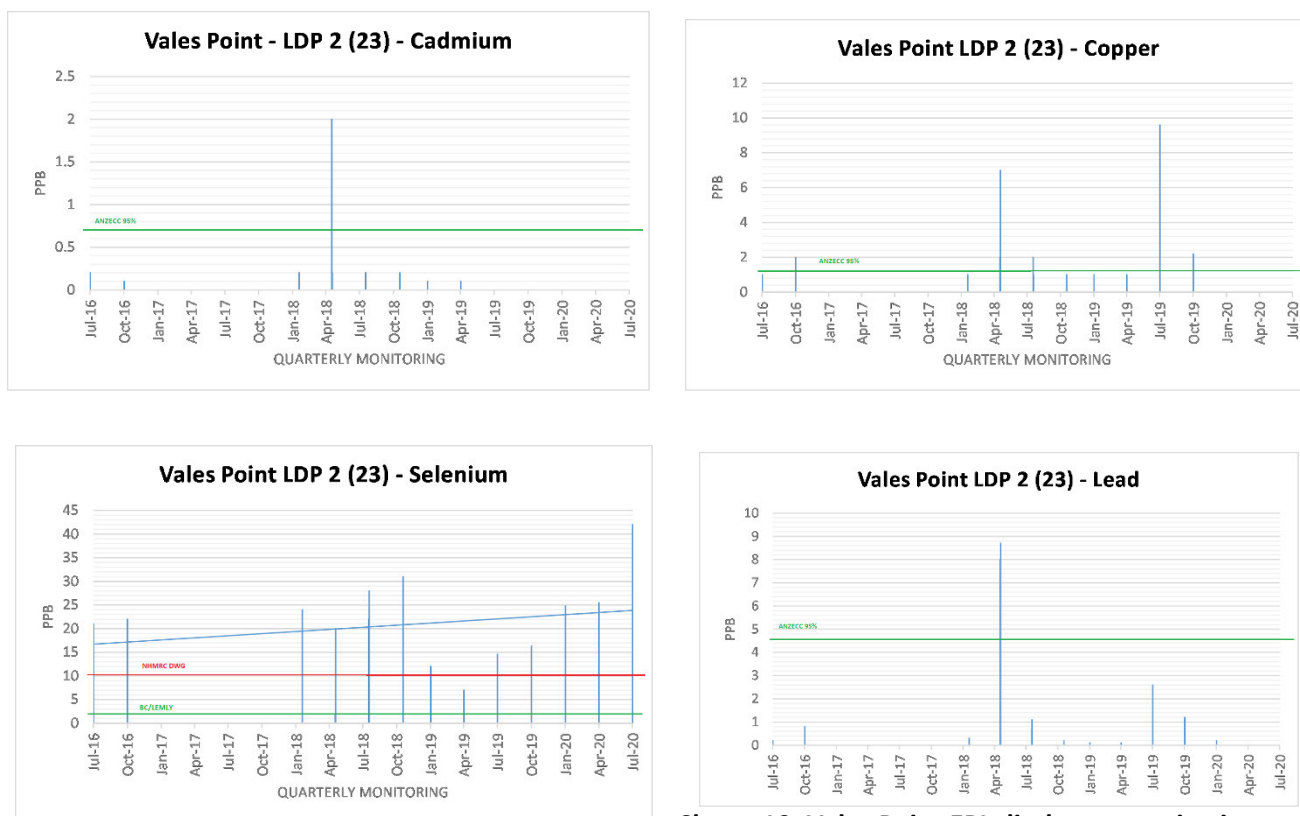 Vales Point - LDP 2 (23) - Cadmium
2.5
2
1.5
1
0.5
0
PPB
ANZECC 95%
Jul-16
Oct-16
Jan-17
Apr-17
Jul-17
Oct-17
Jan-18
Apr-18
Jul-18
Oct-18
Jan-19
Apr-19
Jul-19
Oct-19
Jan-20
Apr-20
Jul-20
QUARTERLY MONITORING
Vales Point LDP 2 (23) - Copper
12
10
8
6
4
2
0
PPB
ANZECC 95%
Jul-16
Oct-16
Jan-17
Apr-17
Jul-17
Oct-17
Jan-18
Apr-18
Jul-18
Oct-18
Jan-19
Apr-19
Jul-19
Oct-19
Jan-20
Apr-20
Jul-20
QUARTERLY MONITORING
Vales Point LDP 2 (23) - Selenium
45
40
35
30
25
20
15
10
5
0
PPB
NHMRC DWG
BC/LEMLY
Jul-16
Oct-16
Jan-17
Apr-17
Jul-17
Oct-17
Jan-18
Apr-18
Jul-18
Oct-18
Jan-19
Apr-19
Jul-19
Oct-19
Jan-20
Apr-20
Jul-20
QUARTERLY MONITORING
Vales Point LDP 2 (23) - Lead
10
9
8
7
6
5
4
3
2
1
0
PPB
ANZECC 95%
Jul-16
Oct-16
Jan-17
Apr-17
Jul-17
Oct-17
Jan-18
Apr-18
Jul-18
Oct-18
Jan-19
Apr-19
Jul-19
Oct-19
Jan-20
Apr-20
Jul-20